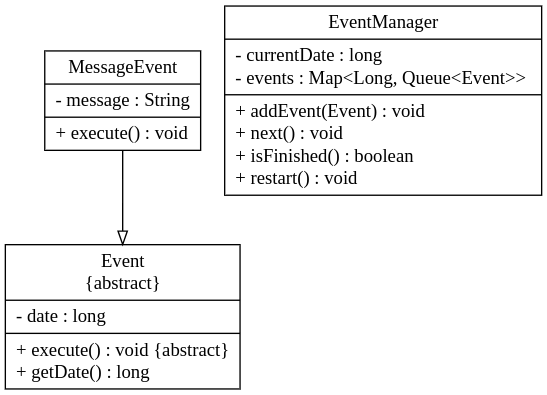 MessageEvent
- message : String
+ execute() : void
EventManager
- currentDate : long
- events : Map<Long, Queue<Event>>
+ addEvent(Event) : void
+ next() : void
+ isFinished() : boolean
+ restart() : void
Event
{abstract}
- date : long
+ execute() : void {abstract}
+ getDate() : long